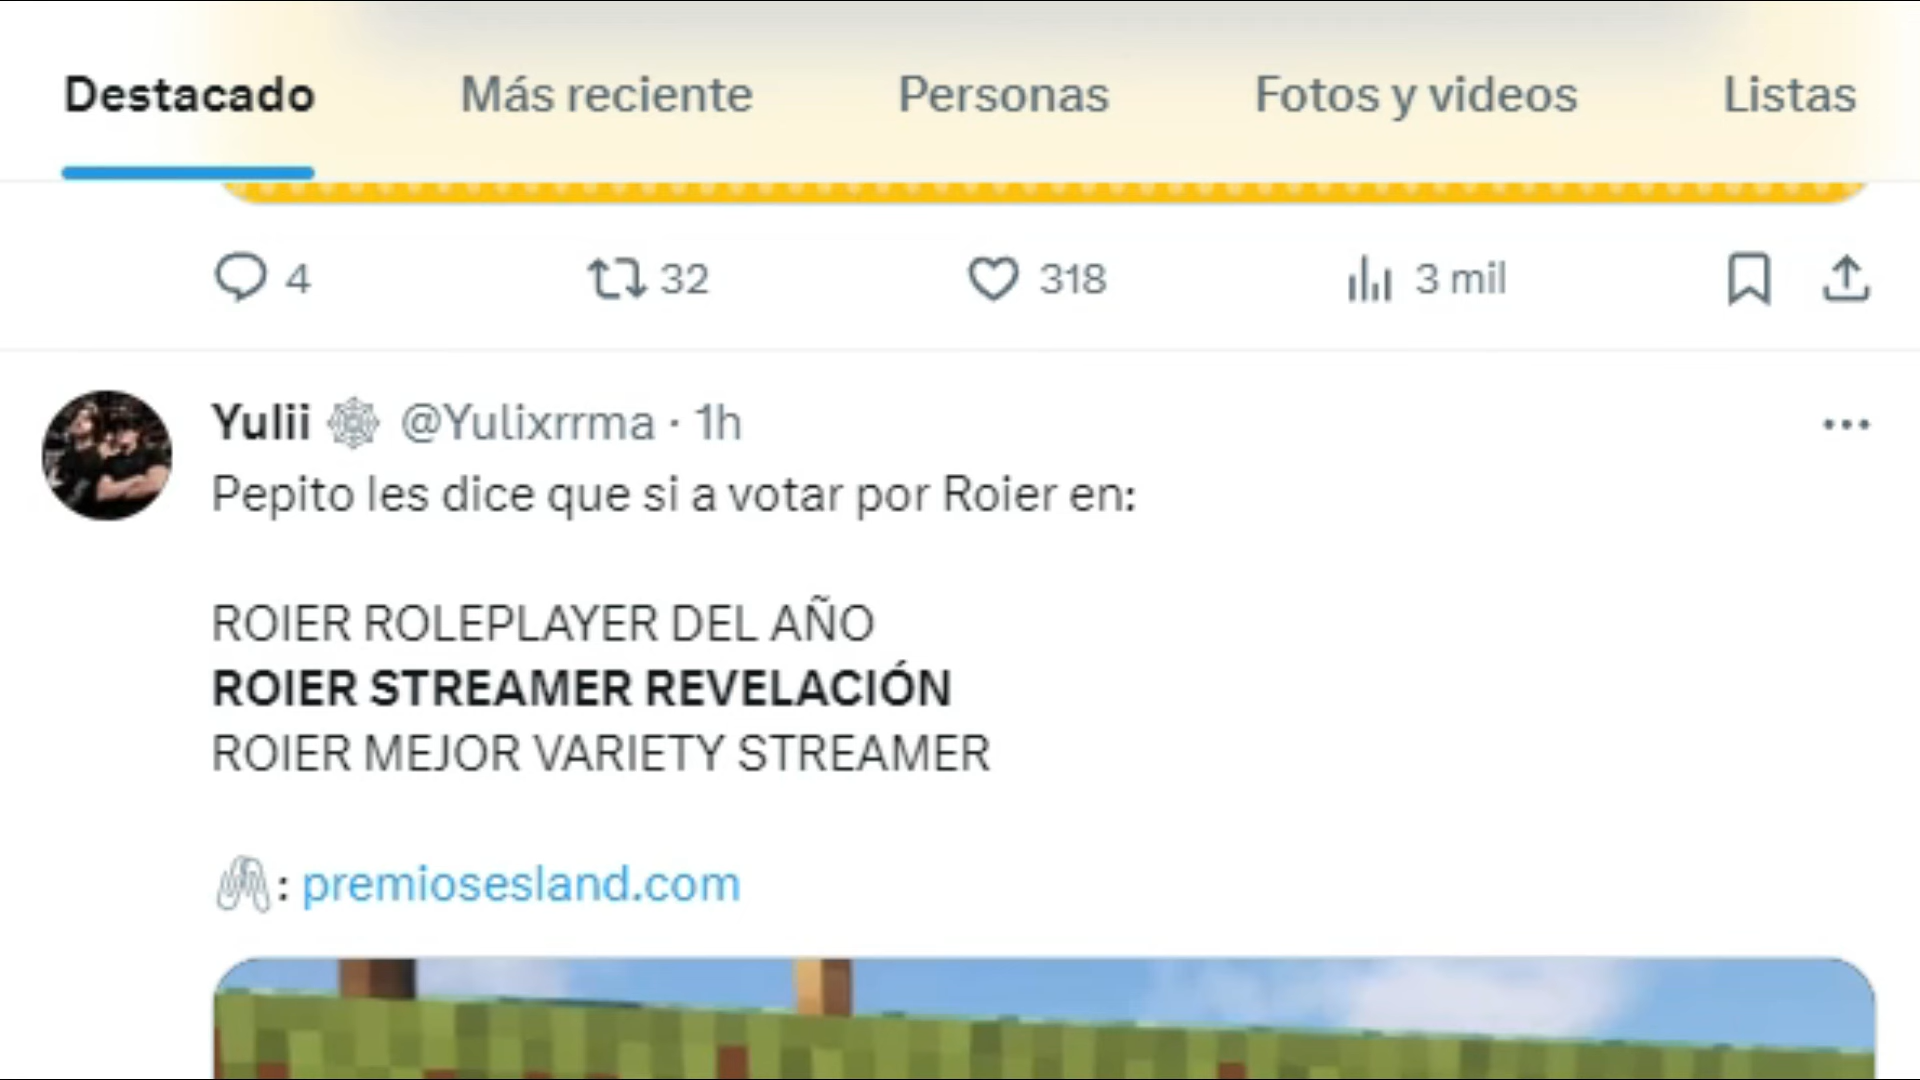 Destacado Más reciente Personas Fotos y videos Listas
4 32 318 3 mil
Yulii @Yulixrrma · 1h
Pepito les dice que si a votar por Roier en:
ROIER ROLEPLAYER DEL AÑO
ROIER STREAMER REVELACIÓN
ROIER MEJOR VARIETY STREAMER
: premiosesland.com